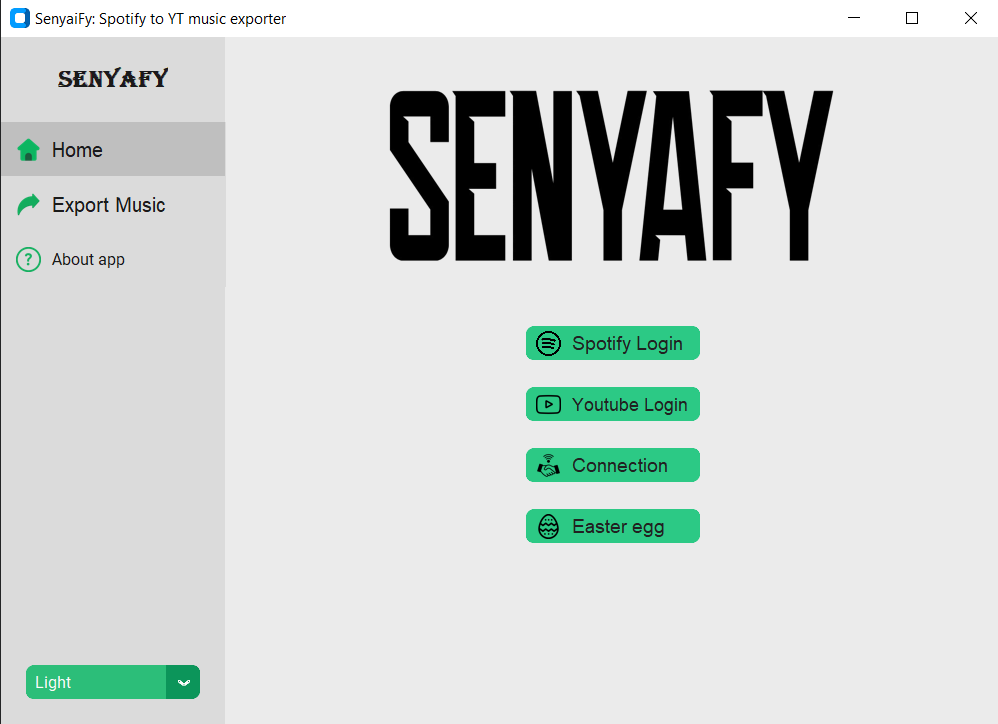 SenyaiFy: Spotify to YT music exporter
SENYAFY
Home
Export Music
? About app
Light
SENYAFY
Spotify Login
Youtube Login
Connection
Easter egg